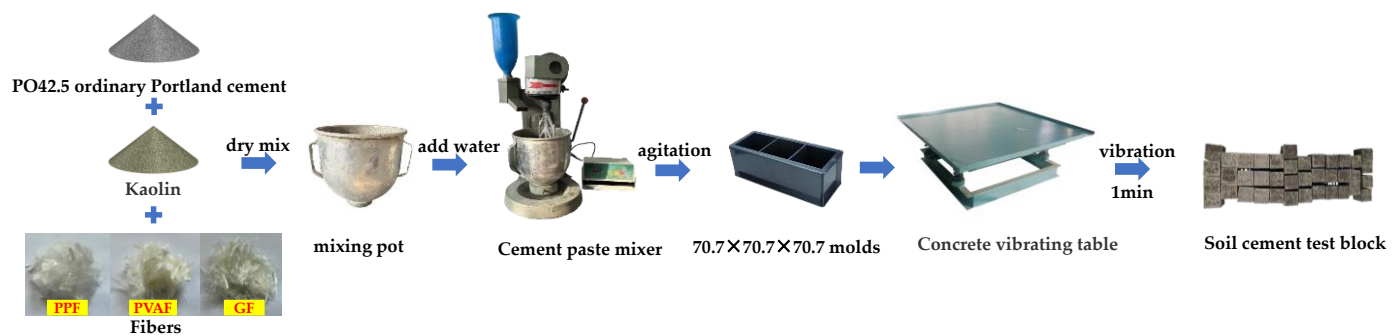 PO42.5 ordinary Portland cement
Kaolin
PPF
PVAF
GF
Fibers
dry mix
mixing pot
add water
Cement paste mixer
agitation
70.7×70.7×70.7 molds
Concrete vibrating table
vibration
1min
Soil cement test block